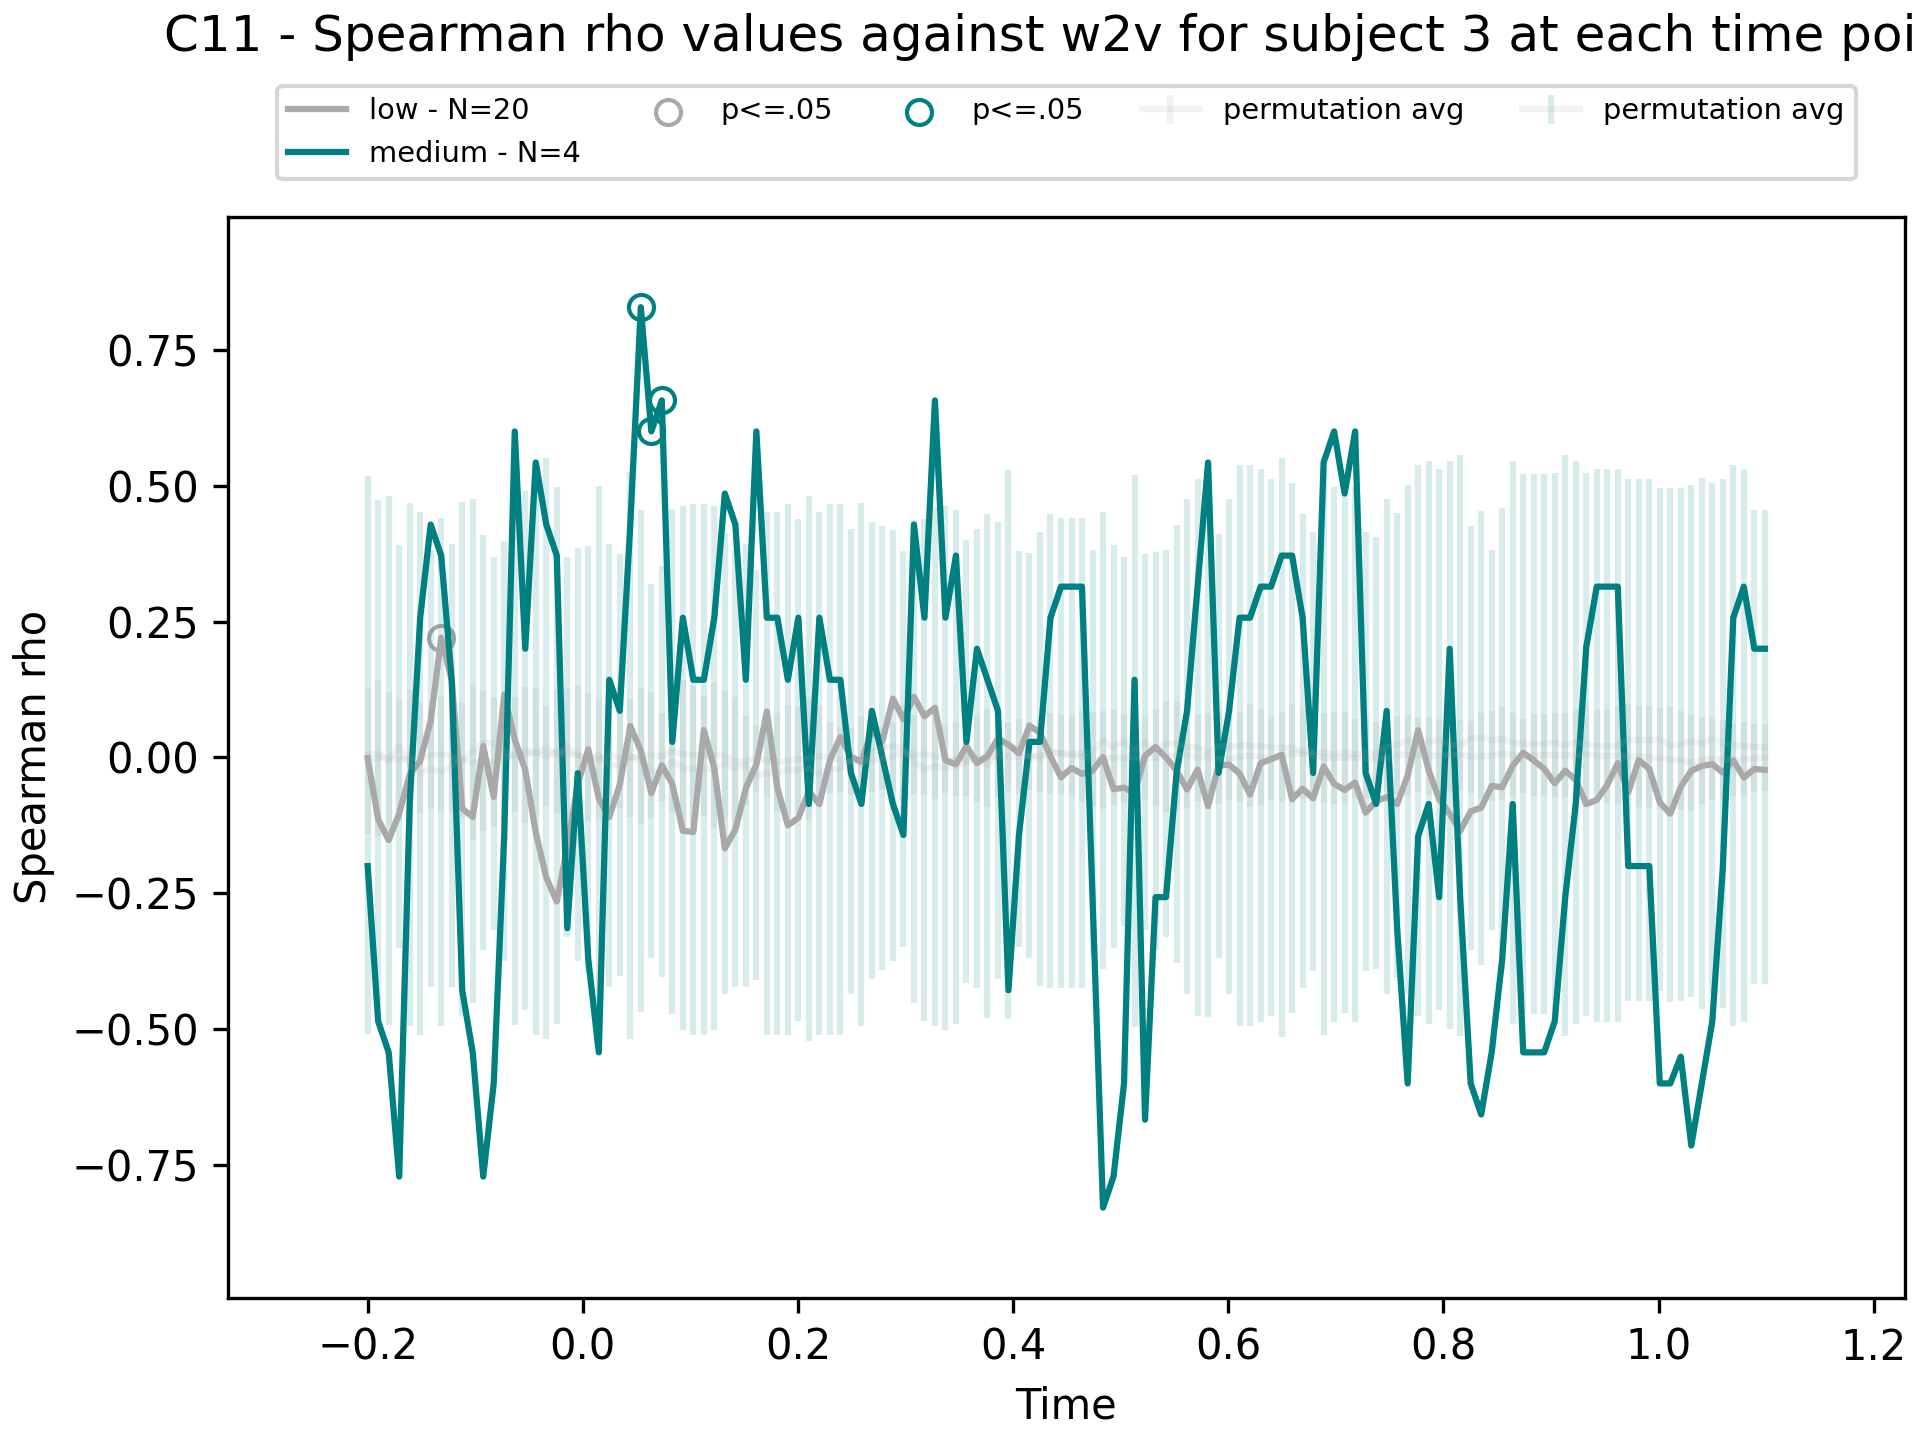 C11 - Spearman rho values against w2v for subject 3 at each time poi
low - N=20
medium - N=4
p<=.05
p<=.05
permutation avg
permutation avg
Spearman rho
0.75
0.50
0.25
0.00
−0.25
−0.50
−0.75
−0.2 0.0 0.2 0.4 0.6 0.8 1.0 1.2
Time